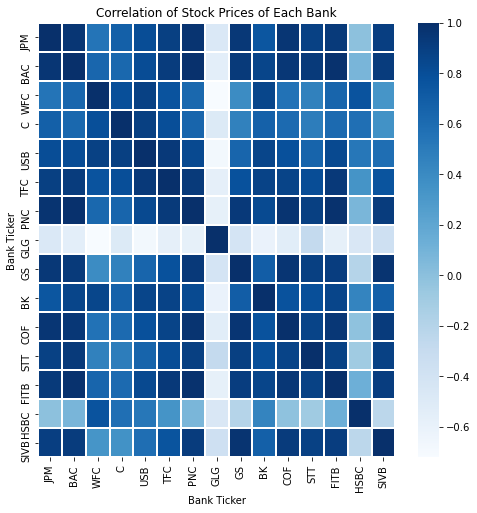 Correlation of Stock Prices of Each Bank
JPM
BAC
WFC
C
USB
TFC
PNC
GLG
GS
BK
COF
STT
FITB
HSBC
SIVB
Bank Ticker
JPM BAC WFC C USB TFC PNC GLG GS BK COF STT FITB HSBC SIVB
Bank Ticker
1.0
0.8
0.6
0.4
0.2
0.0
−0.2
−0.4
−0.6